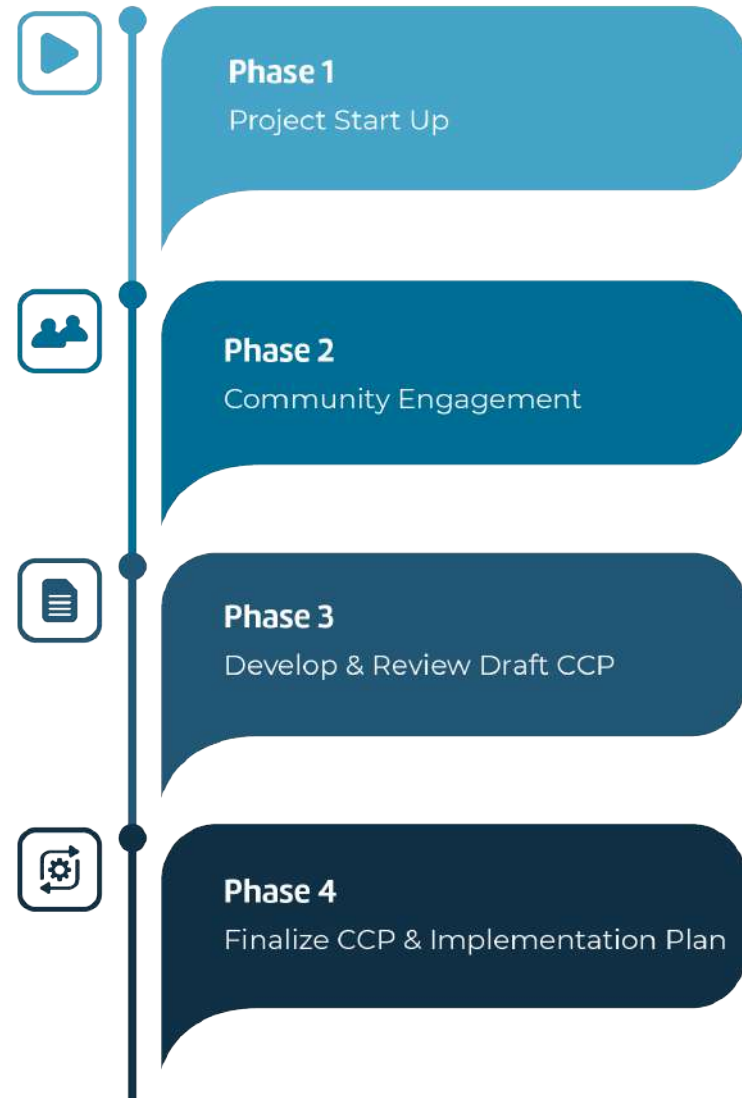 Phase 1
Project Start Up
Phase 2
Community Engagement
Phase 3
Develop & Review Draft CCP
Phase 4
Finalize CCP & Implementation Plan